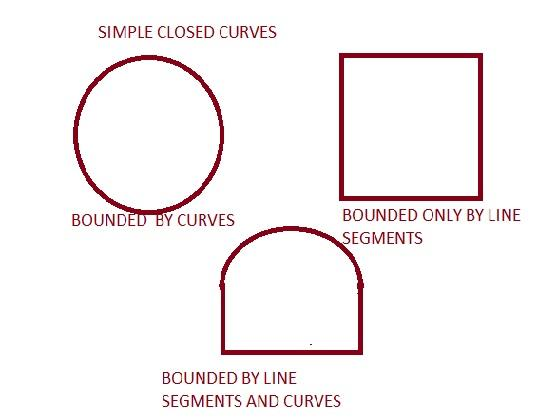 SIMPLE CLOSED CURVES
BOUNDED BY CURVES
BOUNDED ONLY BY LINE
SEGMENTS
BOUNDED BY LINE
SEGMENTS AND CURVES